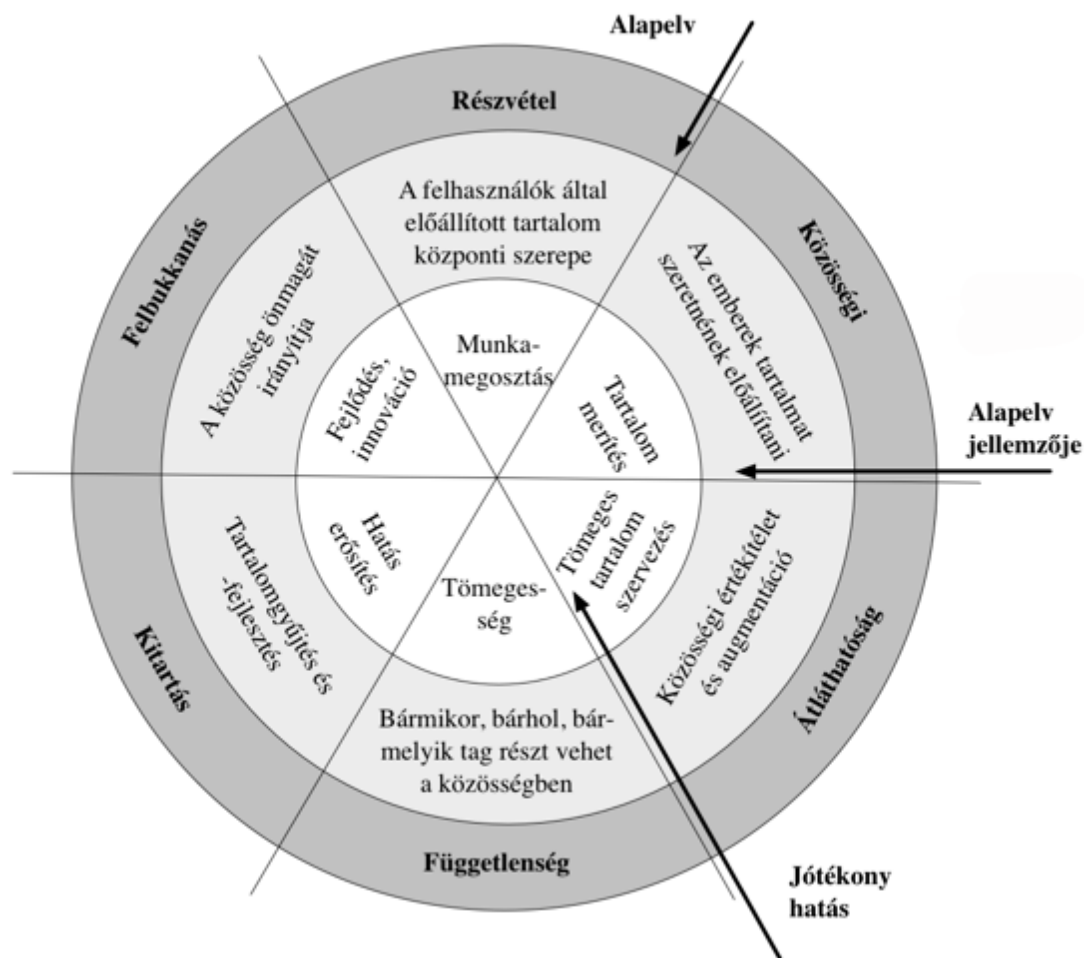 Alapelv
Részvétel
A felhasználók által
előállított tartalom
központi szerepe
Munka-
megosztás
Közösségi
Az emberek tartalmat
szeretnének előállítani
Tartalom
merítés
Alapelv
jellemzője
Átláthatóság
Közösségi értékítélet
és augmentáció
Tömeges
tartalom
szervezés
Jótékony
hatás
Függetlenség
Bármikor, bárhol, bár-
melyik tag részt vehet
a közösségben
Tömeges-
ség
Kitartás
Tartalomgyűjtés és
-fejlesztés
Hatás
erősítés
Felbukkanás
A közösség önmagát
irányítja
Fejlődés,
innováció